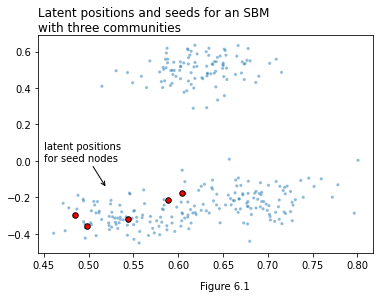 Latent positions and seeds for an SBM
with three communities
0.6
0.4
0.2
0.0
−0.2
−0.4
latent positions
for seed nodes
0.45 0.50 0.55 0.60 0.65 0.70 0.75 0.80
Figure 6.1